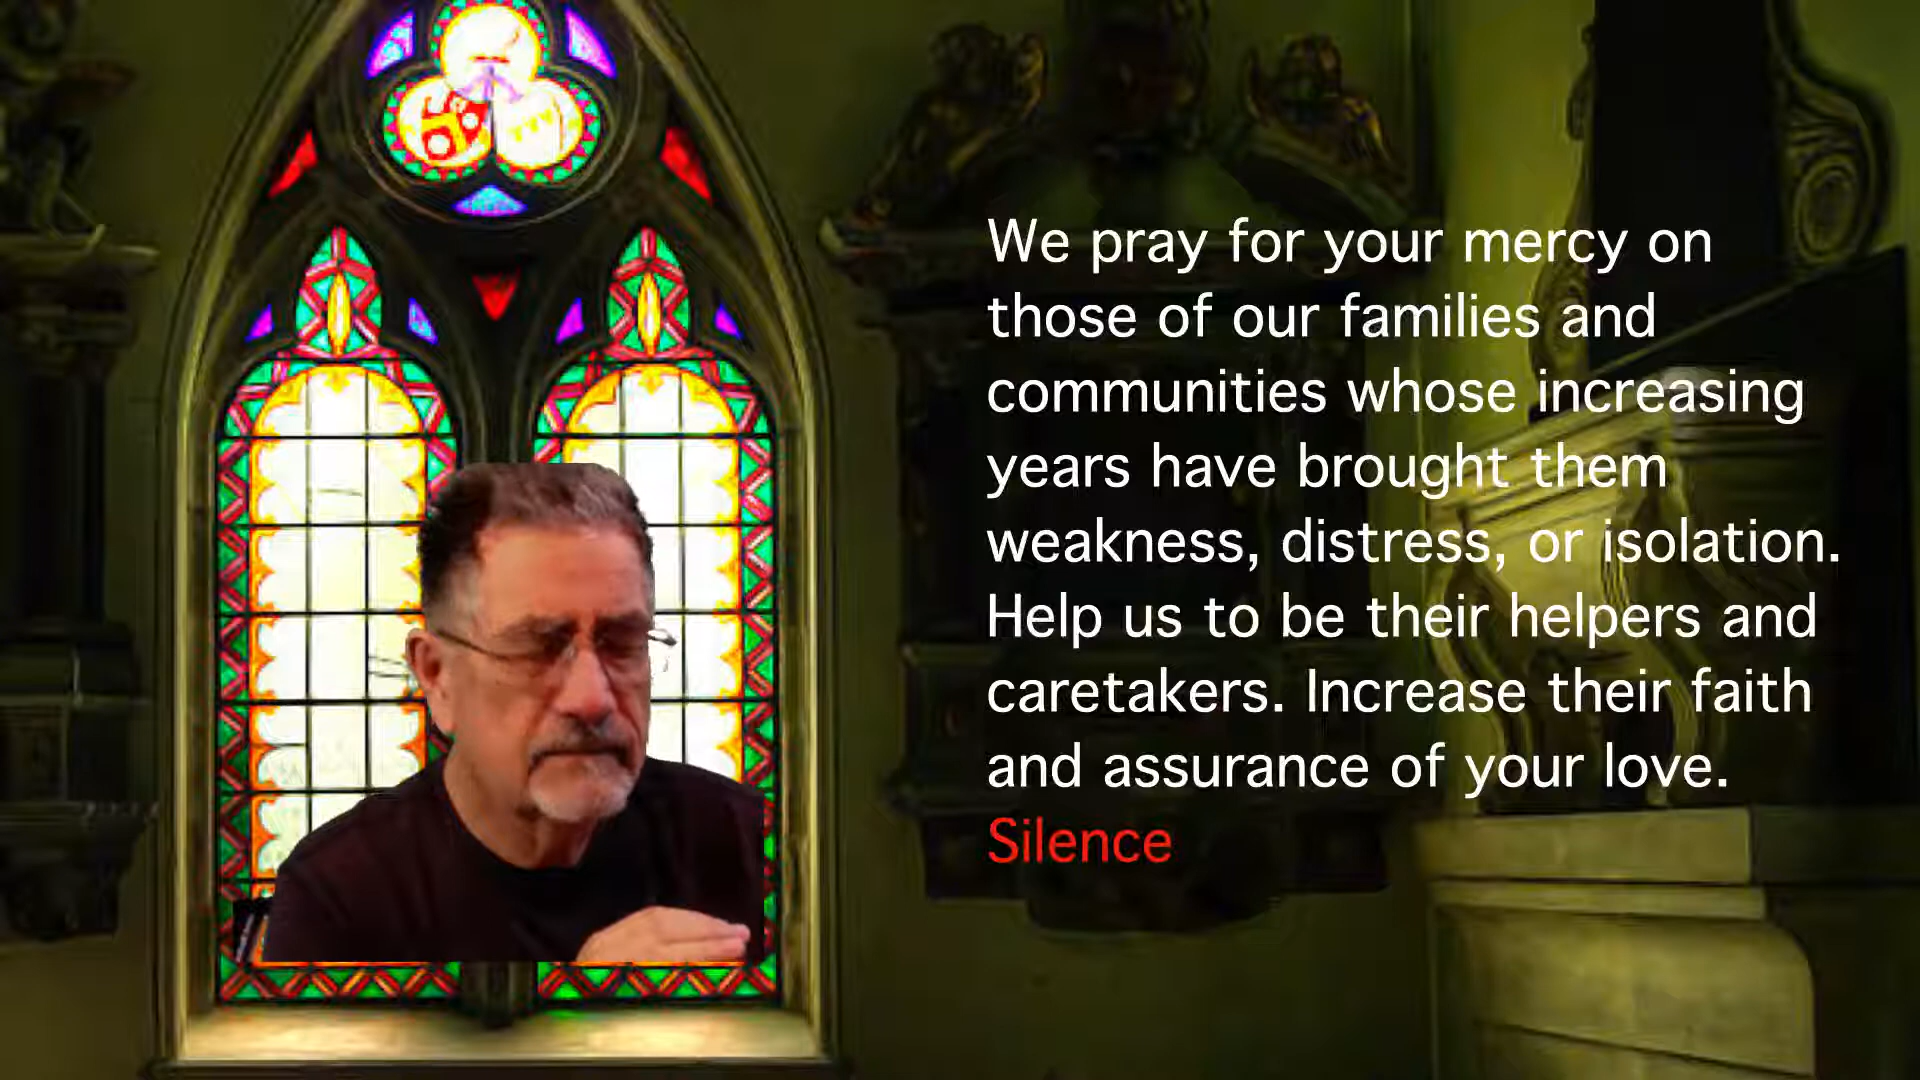 We pray for your mercy on
those of our families and
communities whose increasing
years have brought them
weakness, distress, or isolation.
Help us to be their helpers and
caretakers. Increase their faith
and assurance of your love.
Silence